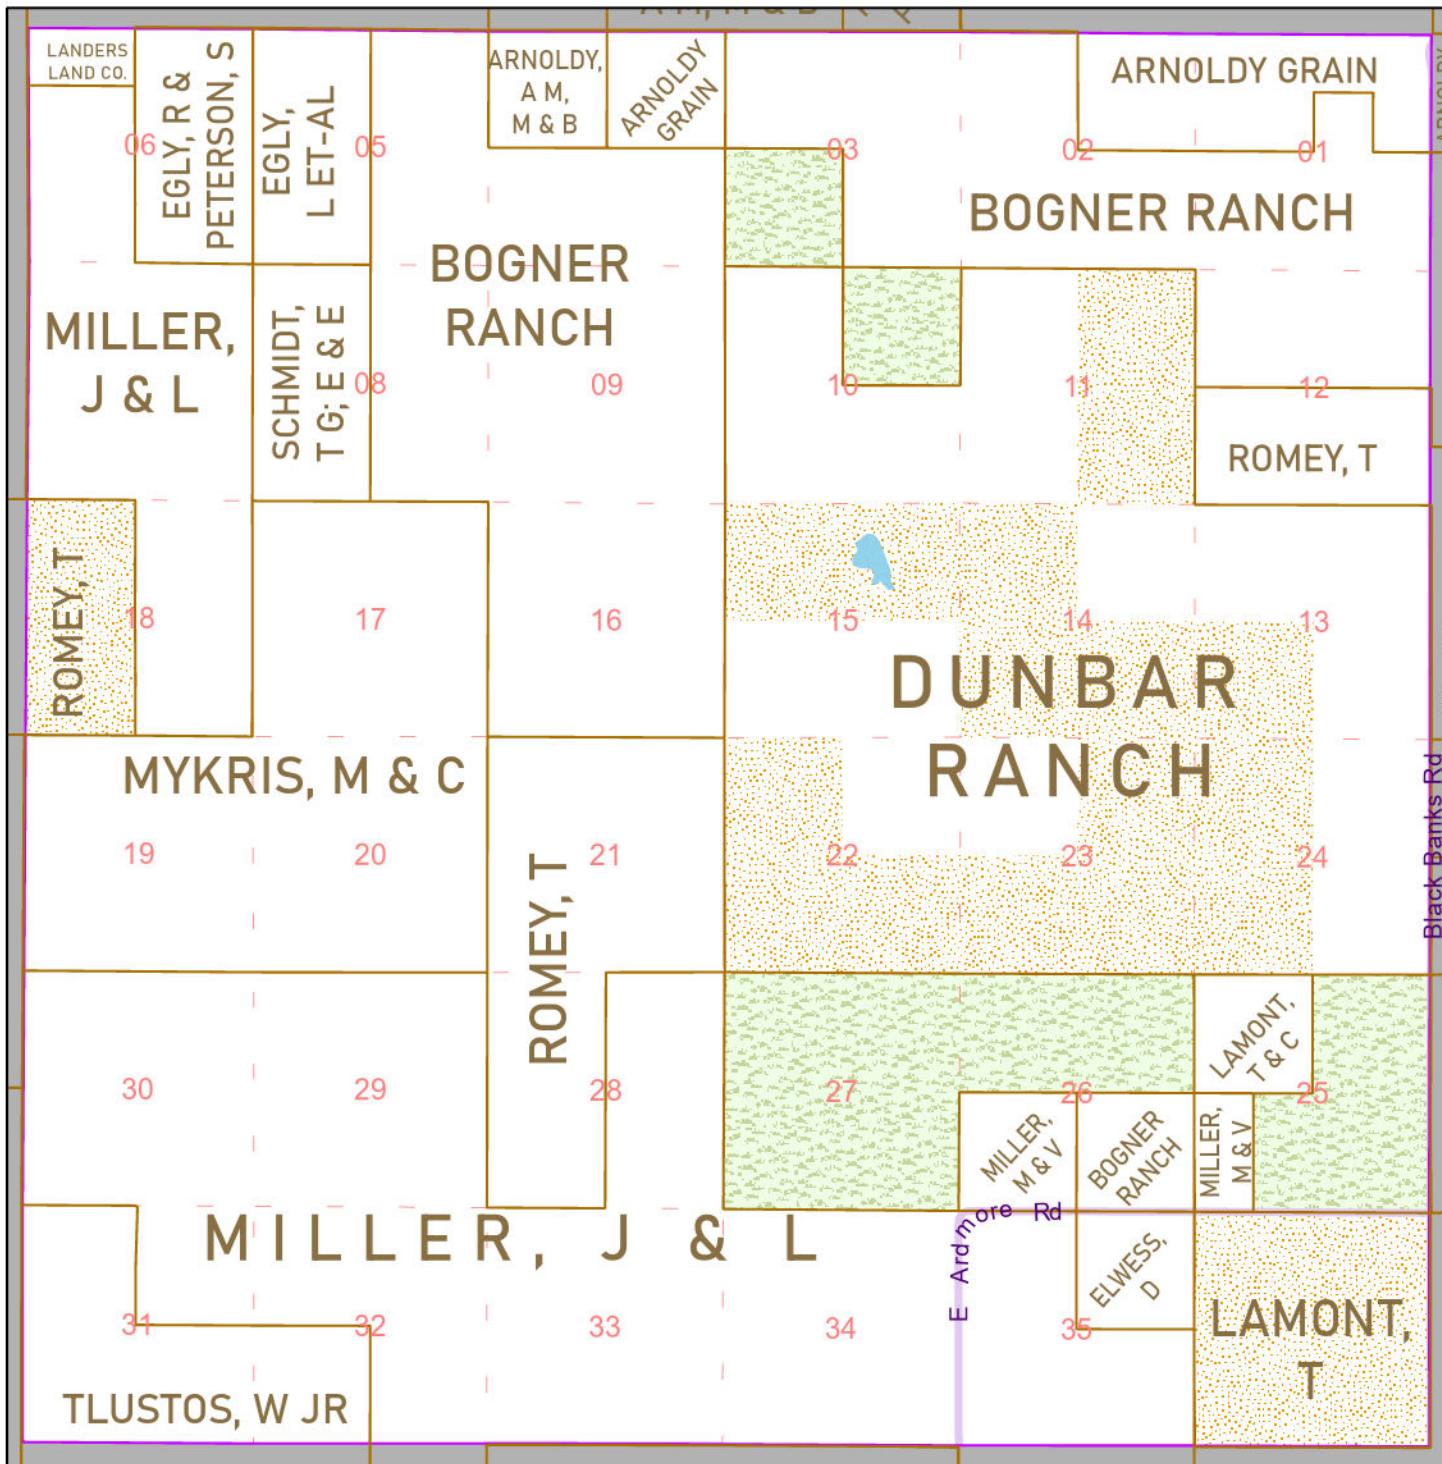 A M, M & B
LANDERS
LAND CO.
EGLY, R &
PETERSON, S
EGLY,
L ET-AL
ARNOLDY,
A M,
M & B
ARNOLDY
GRAIN
ARNOLDY GRAIN
ARNOLDY
06
05
03
02
01
BOGNER RANCH
BOGNER
RANCH
MILLER,
J & L
SCHMIDT,
T G; E & E
08
09
10
11
12
ROMEY, T
ROMEY, T
18
17
16
15
14
13
DUNBAR
RANCH
MYKRIS, M & C
Black Banks Rd
19
20
21
22
23
24
ROMEY, T
LAMONT,
T & C
30
29
28
27
26
25
MILLER,
M & V
BOGNER
RANCH
MILLER,
M & V
E Ardmore Rd
MILLER, J & L
ELWESS,
D
LAMONT,
T
31
32
33
34
35
TLUSTOS, W JR